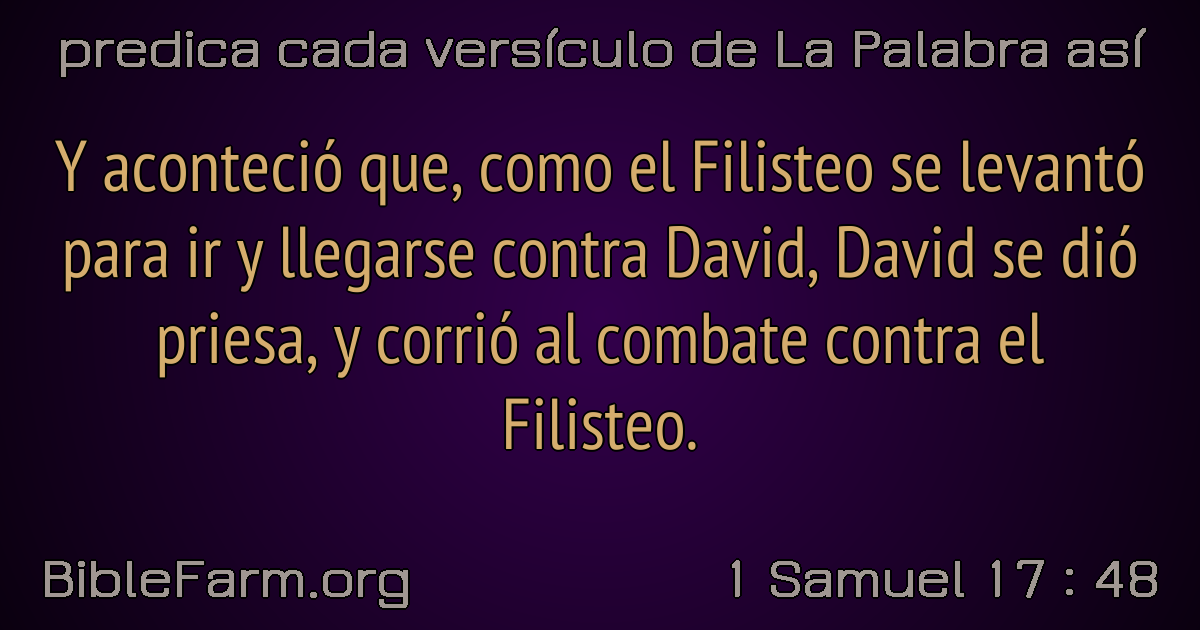 predica cada versículo de La Palabra así
Y aconteció que, como el Filisteo se levantó
para ir y llegarse contra David, David se dió
priesa, y corrió al combate contra el
Filisteo.
BibleFarm.org
1 Samuel 17 : 48